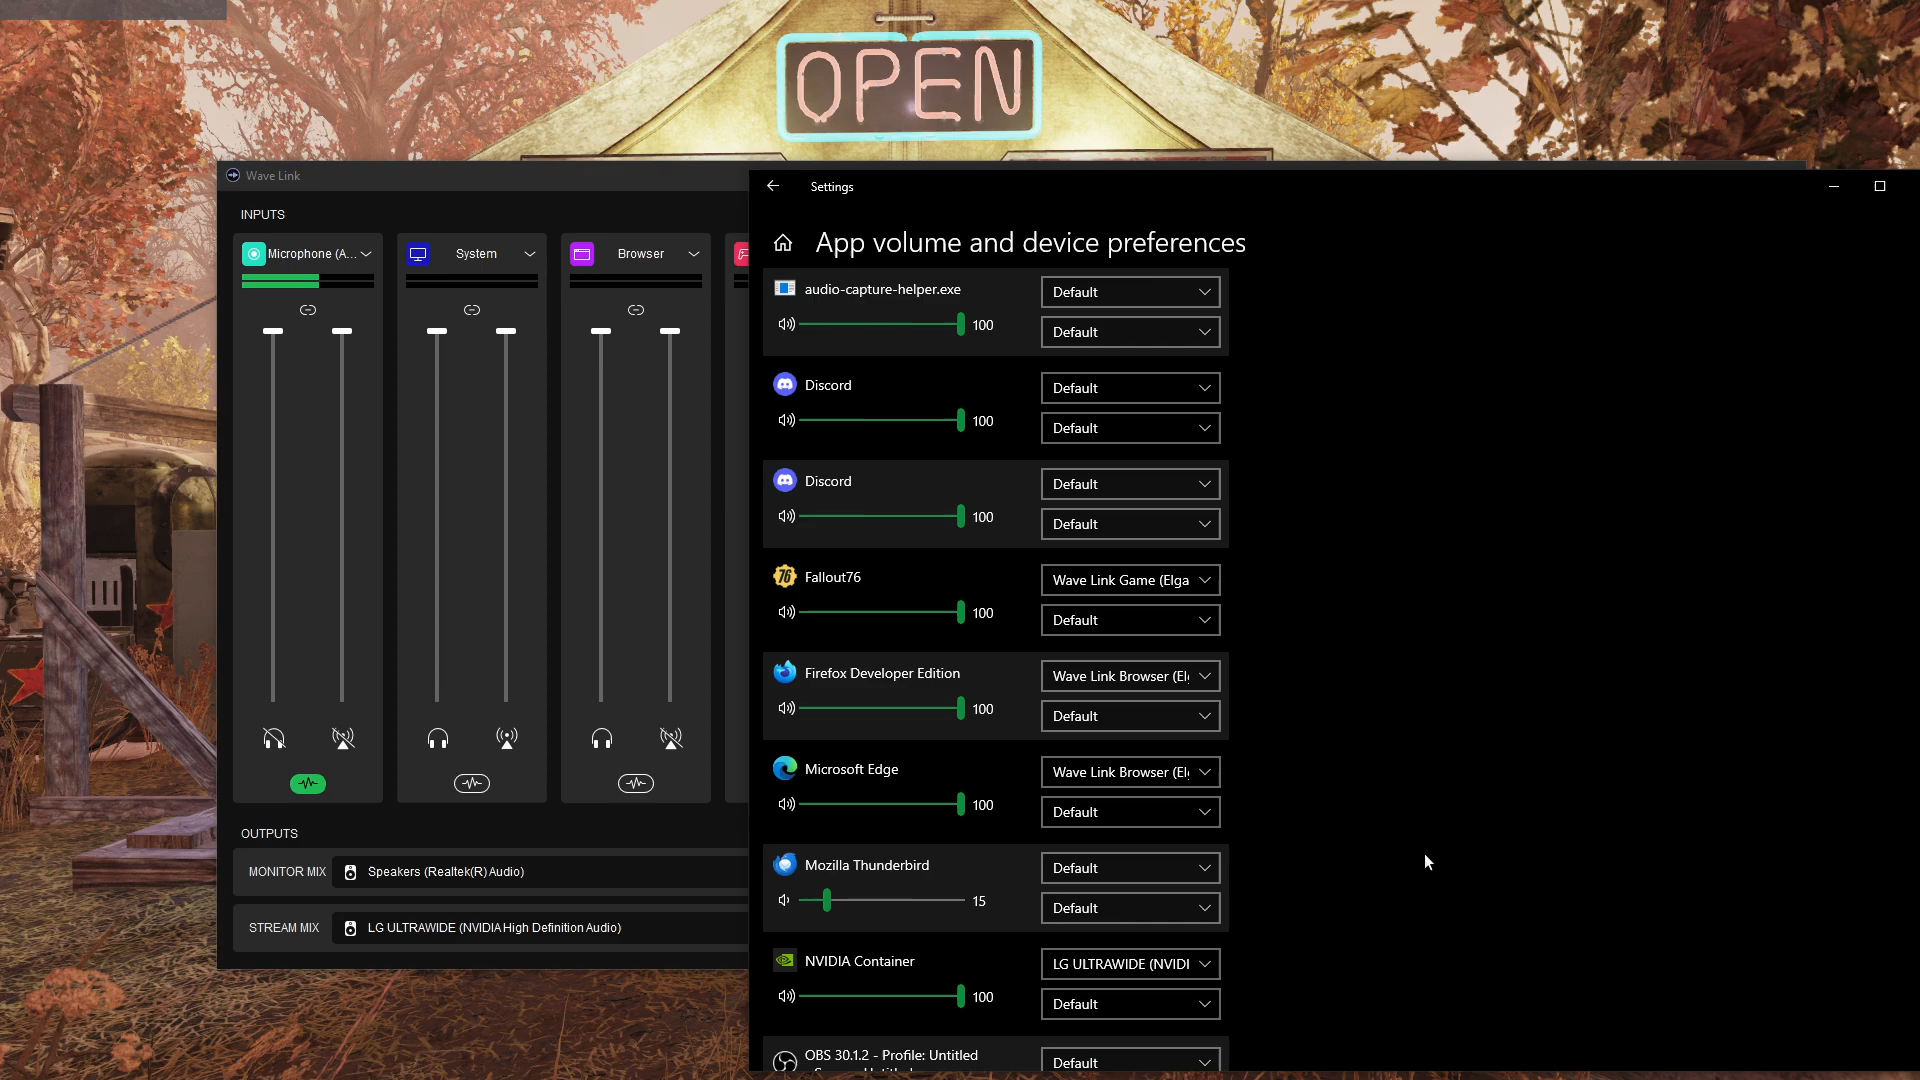 OPEN
Wave Link
INPUTS
Microphone (A...
System
Browser
OUTPUTS
MONITOR MIX
Speakers (Realtek(R) Audio)
STREAM MIX
LG ULTRAWIDE (NVIDIA High Definition Audio)
Settings
App volume and device preferences
audio-capture-helper.exe
Default
100
Default
Discord
Default
100
Default
Discord
Default
100
Default
76
Fallout76
Wave Link Game (Elga
100
Default
Firefox Developer Edition
Wave Link Browser (El
100
Default
Microsoft Edge
Wave Link Browser (El
100
Default
Mozilla Thunderbird
Default
15
Default
NVIDIA Container
LG ULTRAWIDE (NVIDI
100
Default
OBS 30.1.2 - Profile: Untitled
Default